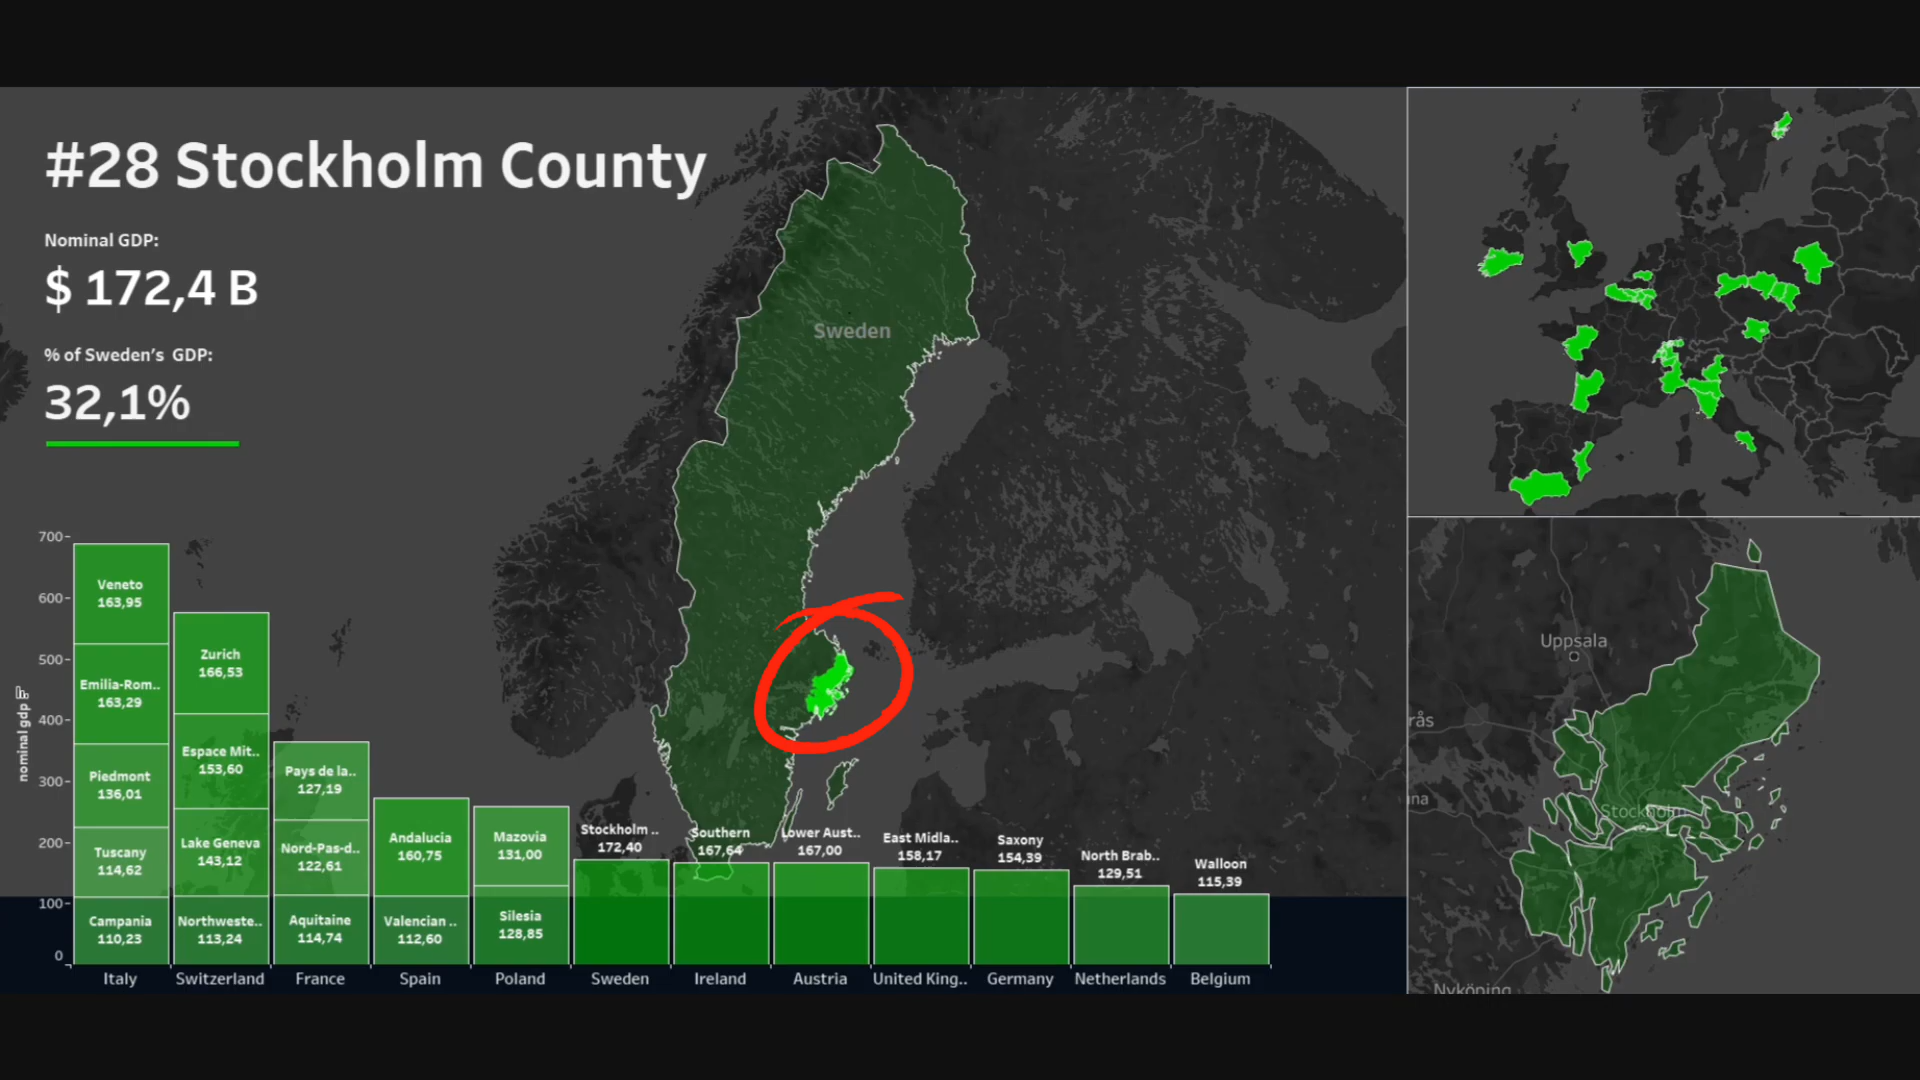 #28 Stockholm County
Nominal GDP:
$ 172,4 B
% of Sweden's GDP:
32,1%
Sweden
nominal gdp
700
600
500
400
300
200
100
0
Veneto
163,95
Emilia-Rom..
163,29
Piedmont
136,01
Tuscany
114,62
Campania
110,23
Italy
Zurich
166,53
Espace Mit..
153,60
Lake Geneva
143,12
Northweste..
113,24
Switzerland
Pays de la..
127,19
Nord-Pas-d..
122,61
Aquitaine
114,74
France
Andalucia
160,75
Valencian ..
112,60
Spain
Mazovia
131,00
Silesia
128,85
Poland
Stockholm ..
172,40
Sweden
Southern
167,64
Ireland
Lower Aust..
167,00
Austria
East Midla..
158,17
United King..
Saxony
154,39
Germany
North Brab..
129,51
Netherlands
Walloon
115,39
Belgium
Uppsala
rås
na
Stockholm
Nyköping